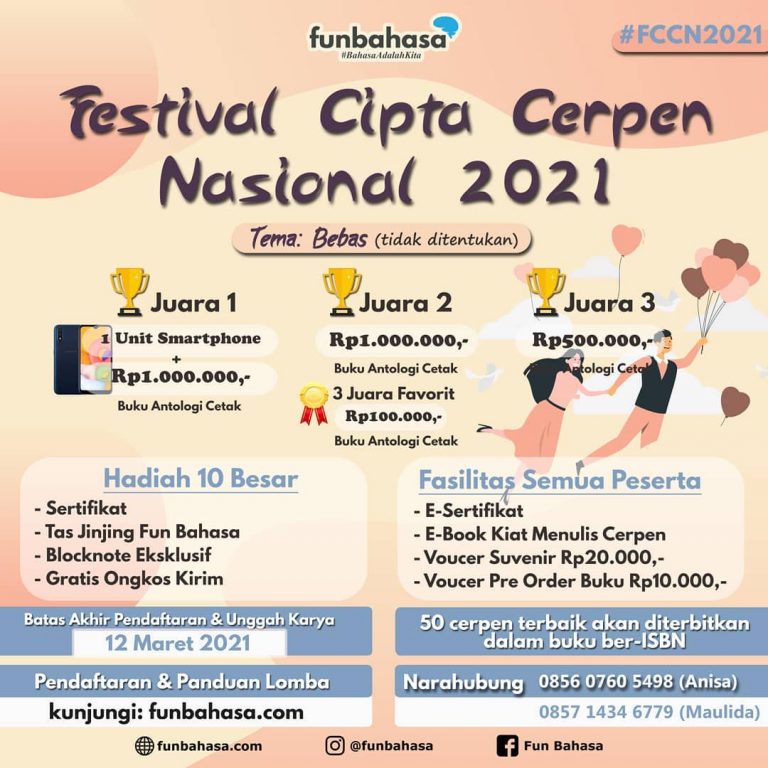 funbahasa
#BahasaAdalahKita
#FCCN2021
Festival Cipta Cerpen
Nasional 2021
Tema: Bebas (tidak ditentukan)
Juara 1
1 Unit Smartphone
+
Rp1.000.000,-
Buku Antologi Cetak
Juara 2
Rp1.000.000,-
Buku Antologi Cetak
3 Juara Favorit
Rp100.000,-
Buku Antologi Cetak
Juara 3
Rp500.000,-
Buku Antologi Cetak
Hadiah 10 Besar
- Sertifikat
- Tas Jinjing Fun Bahasa
- Blocknote Eksklusif
- Gratis Ongkos Kirim
Fasilitas Semua Peserta
- E-Sertifikat
- E-Book Kiat Menulis Cerpen
- Voucer Suvenir Rp20.000,-
- Voucer Pre Order Buku Rp10.000,-
Batas Akhir Pendaftaran & Unggah Karya
12 Maret 2021
50 cerpen terbaik akan diterbitkan
dalam buku ber-ISBN
Pendaftaran & Panduan Lomba
kunjungi: funbahasa.com
Narahubung 0856 0760 5498 (Anisa)
0857 1434 6779 (Maulida)
funbahasa.com
@funbahasa
Fun Bahasa